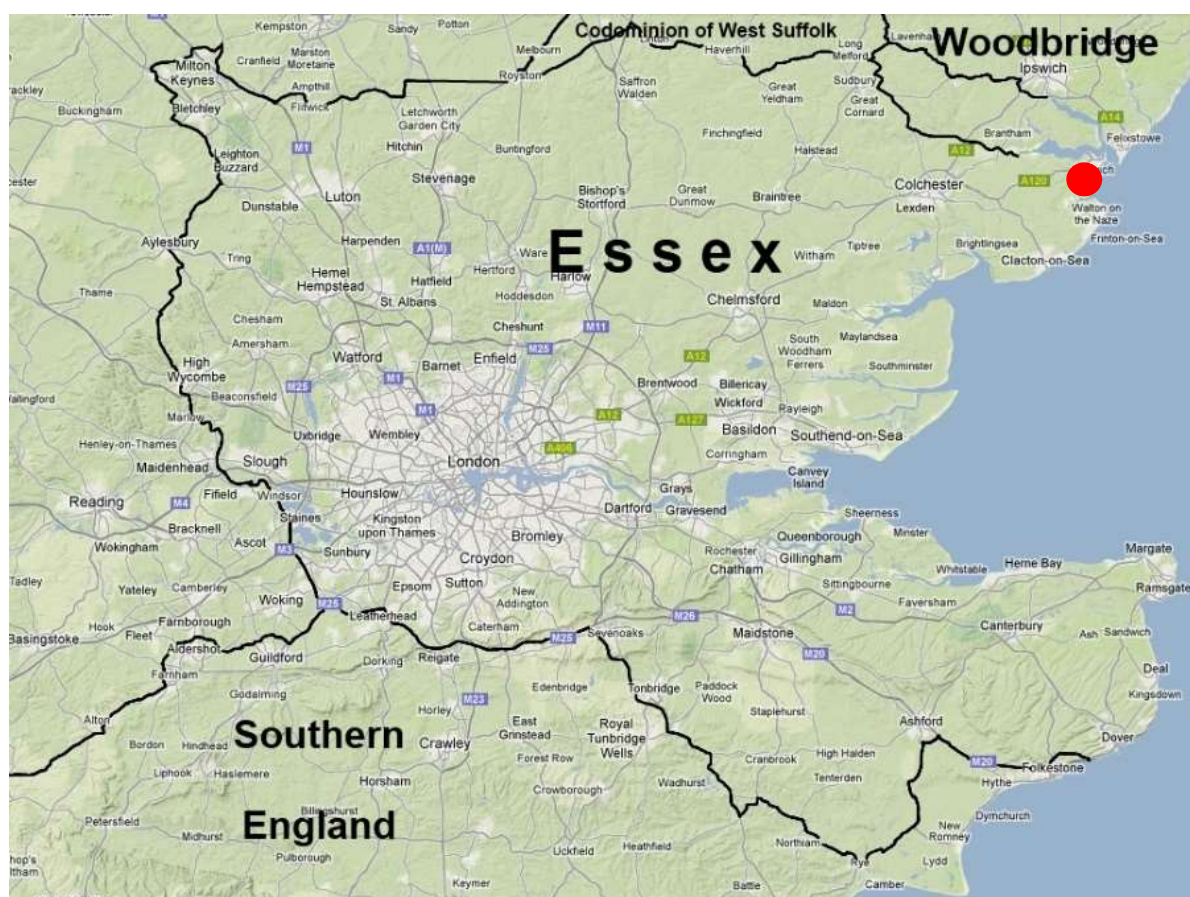 Kempston
Sandy
Potton
Codominion of West Suffolk
Lavenham
Woodbridge
Milton
Keynes
Cranfield
Marston
Moretaine
Melbourn
Haverhill
Long
Melford
Ipswich
Ampthill
Royston
Saffron
Walden
Sudbury
Buckingham
Bletchley
Flitwick
Letchworth
Garden City
Great
Yeldham
Great
Cornard
A14
Felixstowe
M1
Hitchin
Buntingford
Finchingfield
Halstead
A12
Brantham
Leighton
Buzzard
Stevenage
Bishop's
Stortford
Great
Dunmow
Braintree
Colchester
A120
Luton
Dunstable
Lexden
Walton on
the Naze
Aylesbury
Harpenden
A1(M)
Ware
Essex
Tiptree
Brightlingsea
Frinton-on-Sea
Tring
Hertford
Harlow
Witham
Clacton-on-Sea
Thame
Hemel
Hempstead
Hatfield
St. Albans
Hoddesdon
Chelmsford
Maldon
Chesham
Cheshunt
M11
Amersham
Watford
Barnet
Enfield
M25
A12
South
Woodham
Ferrers
Maylandsea
High
Wycombe
M25
M1
Brentwood
Billericay
Southminster
Beaconsfield
M1
A12
A127
Wickford
Rayleigh
Marlow
Uxbridge
Wembley
A406
Basildon
Southend-on-Sea
Henley-on-Thames
Corringham
Maidenhead
Slough
London
Canvey
Island
Reading
M4
Fifield
Windsor
Hounslow
Grays
Dartford
Gravesend
Sheerness
Bracknell
Staines
Kingston
upon Thames
Bromley
Queenborough
Minster
Wokingham
Ascot
M3
Sunbury
Croydon
Rochester
Chatham
Gillingham
Whitstable
Herne Bay
Margate
Tadley
Yateley
Camberley
Epsom
Sutton
New
Addington
Sittingbourne
Ramsgate
Woking
M25
Leatherhead
M26
M2
Faversham
Hook
Fleet
Farnborough
Caterham
M25
Sevenoaks
Maidstone
Canterbury
Ash
Sandwich
Basingstoke
Aldershot
Guildford
Dorking
Reigate
M20
Farnham
Deal
Godalming
M23
Edenbridge
Tonbridge
Paddock
Wood
Kingsdown
Alton
Horley
Staplehurst
Ashford
Bordon
Hindhead
Southern
Crawley
East
Grinstead
Royal
Tunbridge
Wells
Dover
Forest Row
Cranbrook
High Halden
M20
Folkestone
Liphook
Haslemere
Horsham
Crowborough
Wadhurst
Tenterden
Hythe
Petersfield
Billingshurst
England
Dymchurch
Midhurst
Pulborough
Uckfield
Heathfield
Northiam
New
Romney
Rye
Lydd
Keymer
Battle
Camber